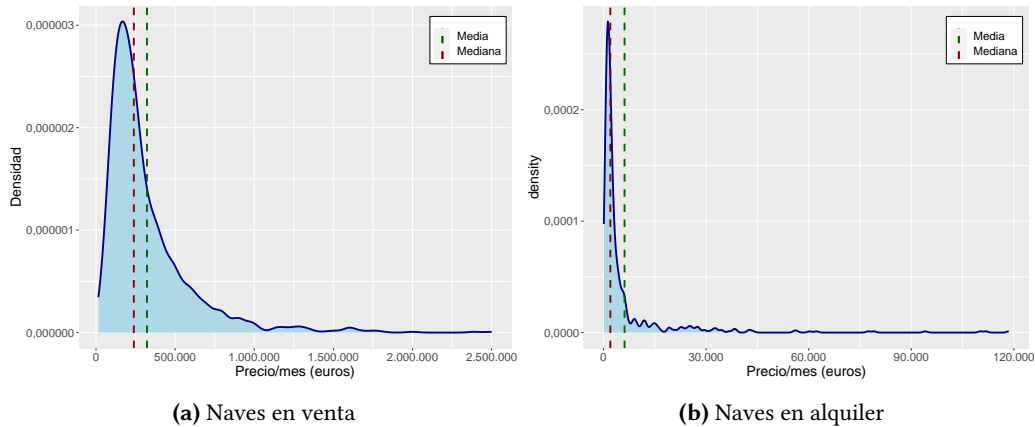 0,000003
0,000002
0,000001
0,000000
Densidad
0
500.000
1.000.000
1.500.000
2.000.000
2.500.000
Precio/mes (euros)
Media
Mediana
(a) Naves en venta
0,0002
0,0001
0,0000
density
0
30.000
60.000
90.000
120.000
Precio/mes (euros)
Media
Mediana
(b) Naves en alquiler